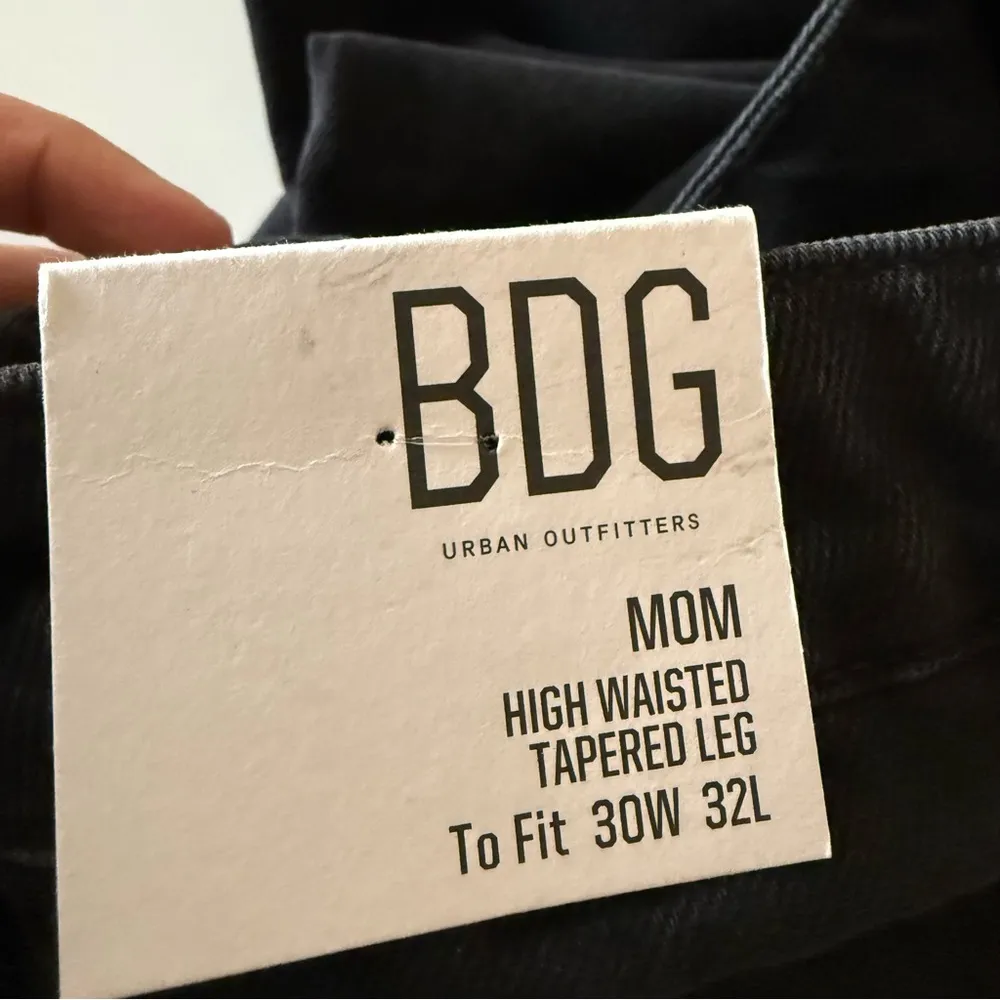 BDG
URBAN OUTFITTERS
MOM
HIGH WAISTED
TAPERED LEG
To Fit 30W 32L